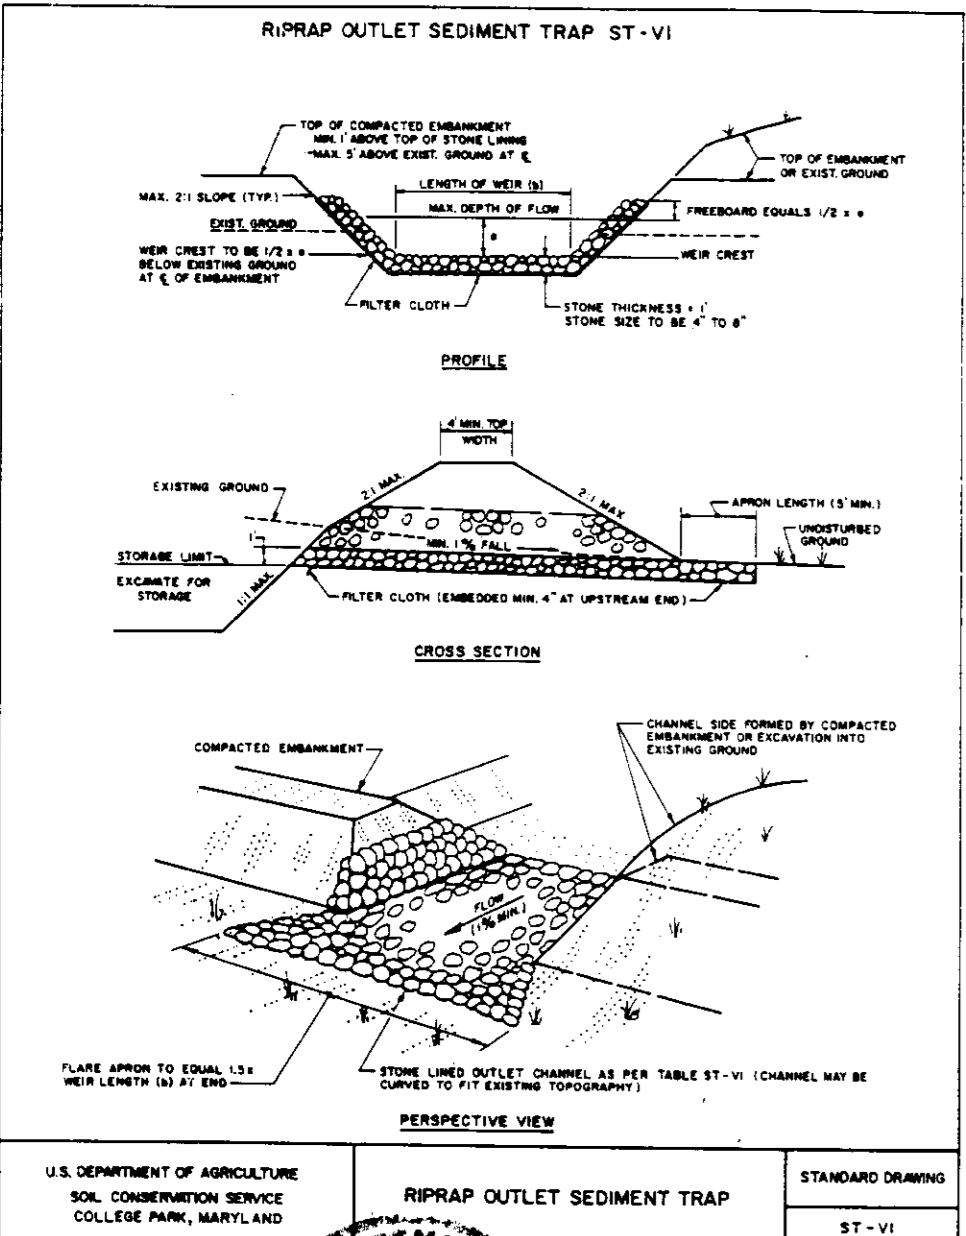 RIPRAP OUTLET SEDIMENT TRAP ST-VI
TOP OF COMPACTED EMBANKMENT
MIN. 1' ABOVE TOP OF STONE LINING
MAX. 5' ABOVE EXIST. GROUND AT ℄
TOP OF EMBANKMENT
OR EXIST. GROUND
LENGTH OF WEIR (b)
MAX. 2:1 SLOPE (TYP.)
MAX. DEPTH OF FLOW
FREEBOARD EQUALS 1/2 x a
EXIST. GROUND
a
WEIR CREST TO BE 1/2 x a
BELOW EXISTING GROUND
AT ℄ OF EMBANKMENT
WEIR CREST
FILTER CLOTH
STONE THICKNESS = 1'
STONE SIZE TO BE 4" TO 8"
PROFILE
4' MIN. TOP
WIDTH
2:1 MAX.
2:1 MAX
EXISTING GROUND
APRON LENGTH (5' MIN.)
UNDISTURBED
GROUND
1'
MIN. 1% FALL
STORAGE LIMIT
EXCAVATE FOR
STORAGE
1:1 MAX.
FILTER CLOTH (EMBEDDED MIN. 4" AT UPSTREAM END)
CROSS SECTION
CHANNEL SIDE FORMED BY COMPACTED
EMBANKMENT OR EXCAVATION INTO
EXISTING GROUND
COMPACTED EMBANKMENT
FLOW
(1% MIN.)
FLARE APRON TO EQUAL 1.5 x
WEIR LENGTH (b) AT END
STONE LINED OUTLET CHANNEL AS PER TABLE ST-VI (CHANNEL MAY BE
CURVED TO FIT EXISTING TOPOGRAPHY)
PERSPECTIVE VIEW
U.S. DEPARTMENT OF AGRICULTURE
SOIL CONSERVATION SERVICE
COLLEGE PARK, MARYLAND
RIPRAP OUTLET SEDIMENT TRAP
STANDARD DRAWING
ST-VI